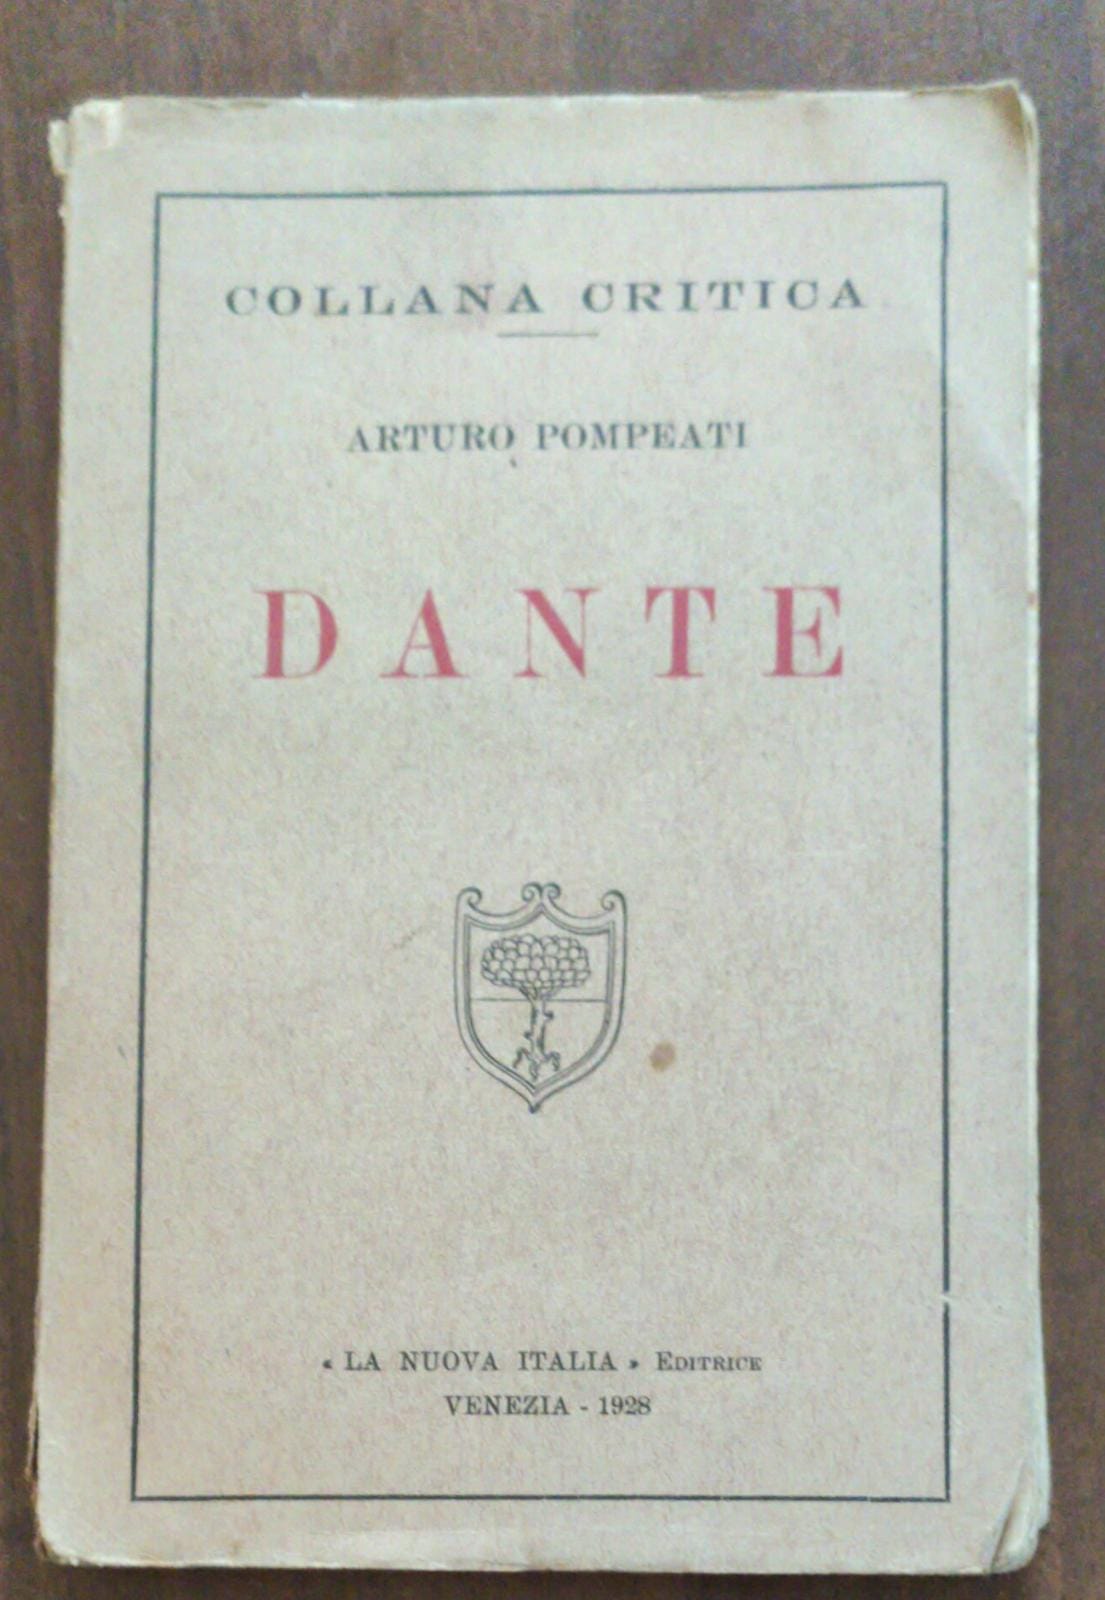 COLLANA CRITICA
ARTURO POMPEATI
DANTE
« LA NUOVA ITALIA » EDITRICE
VENEZIA - 1928